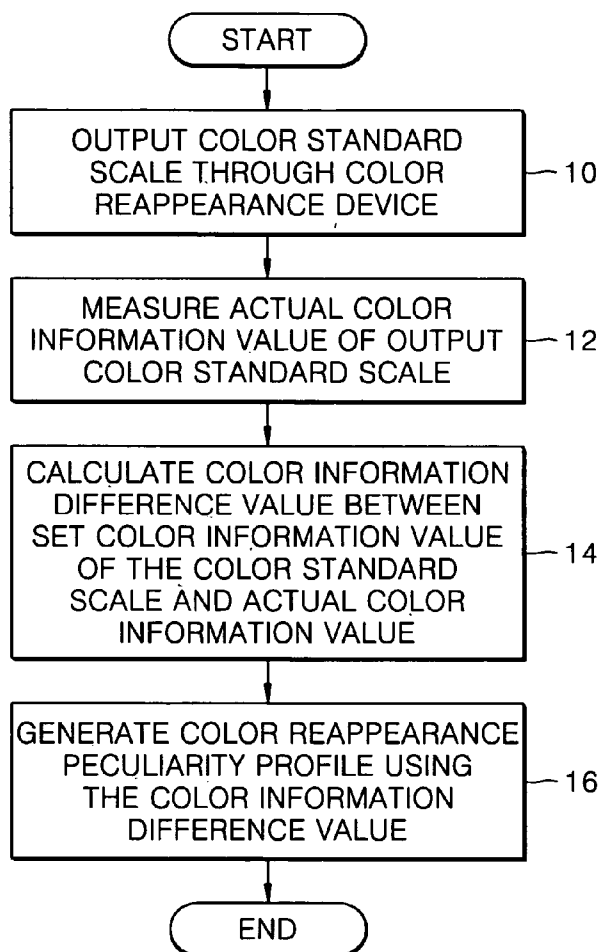 START
OUTPUT COLOR STANDARD
SCALE THROUGH COLOR
REAPPEARANCE DEVICE
10
MEASURE ACTUAL COLOR
INFORMATION VALUE OF OUTPUT
COLOR STANDARD SCALE
12
CALCULATE COLOR INFORMATION
DIFFERENCE VALUE BETWEEN
SET COLOR INFORMATION VALUE
OF THE COLOR STANDARD
SCALE AND ACTUAL COLOR
INFORMATION VALUE
14
GENERATE COLOR REAPPEARANCE
PECULIARITY PROFILE USING
THE COLOR INFORMATION
DIFFERENCE VALUE
16
END